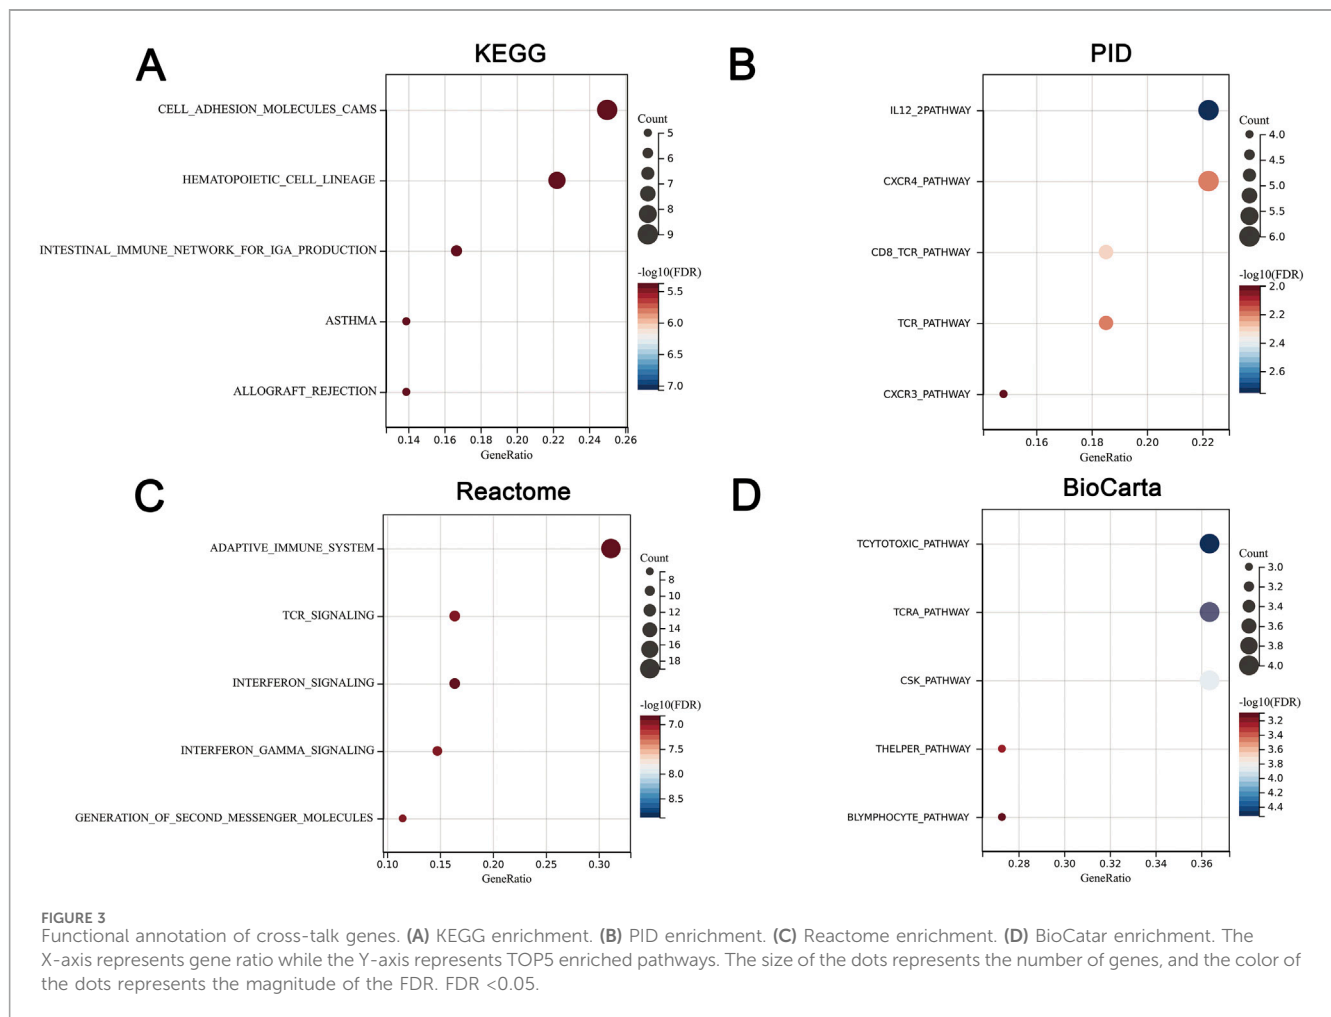 A
KEGG
CELL_ADHESION_MOLECULES_CAMS
HEMATOPOIETIC_CELL_LINEAGE
INTESTINAL_IMMUNE_NETWORK_FOR_IGA_PRODUCTION
ASTHMA
ALLOGRAFT_REJECTION
0.14 0.16 0.18 0.20 0.22 0.24 0.26
GeneRatio
Count
5
6
7
8
9
-log10(FDR)
5.5
6.0
6.5
7.0
B
PID
IL12_2PATHWAY
CXCR4_PATHWAY
CD8_TCR_PATHWAY
TCR_PATHWAY
CXCR3_PATHWAY
0.16 0.18 0.20 0.22
GeneRatio
Count
4.0
4.5
5.0
5.5
6.0
-log10(FDR)
2.0
2.2
2.4
2.6
C
Reactome
ADAPTIVE_IMMUNE_SYSTEM
TCR_SIGNALING
INTERFERON_SIGNALING
INTERFERON_GAMMA_SIGNALING
GENERATION_OF_SECOND_MESSENGER_MOLECULES
0.10 0.15 0.20 0.25 0.30
GeneRatio
Count
8
10
12
14
16
18
-log10(FDR)
7.0
7.5
8.0
8.5
D
BioCarta
TCYTOTOXIC_PATHWAY
TCRA_PATHWAY
CSK_PATHWAY
THELPER_PATHWAY
BLYMPHOCYTE_PATHWAY
0.28 0.30 0.32 0.34 0.36
GeneRatio
Count
3.0
3.2
3.4
3.6
3.8
4.0
-log10(FDR)
3.2
3.4
3.6
3.8
4.0
4.2
4.4
FIGURE 3
Functional annotation of cross-talk genes. (A) KEGG enrichment. (B) PID enrichment. (C) Reactome enrichment. (D) BioCatar enrichment. The
X-axis represents gene ratio while the Y-axis represents TOP5 enriched pathways. The size of the dots represents the number of genes, and the color of
the dots represents the magnitude of the FDR. FDR <0.05.